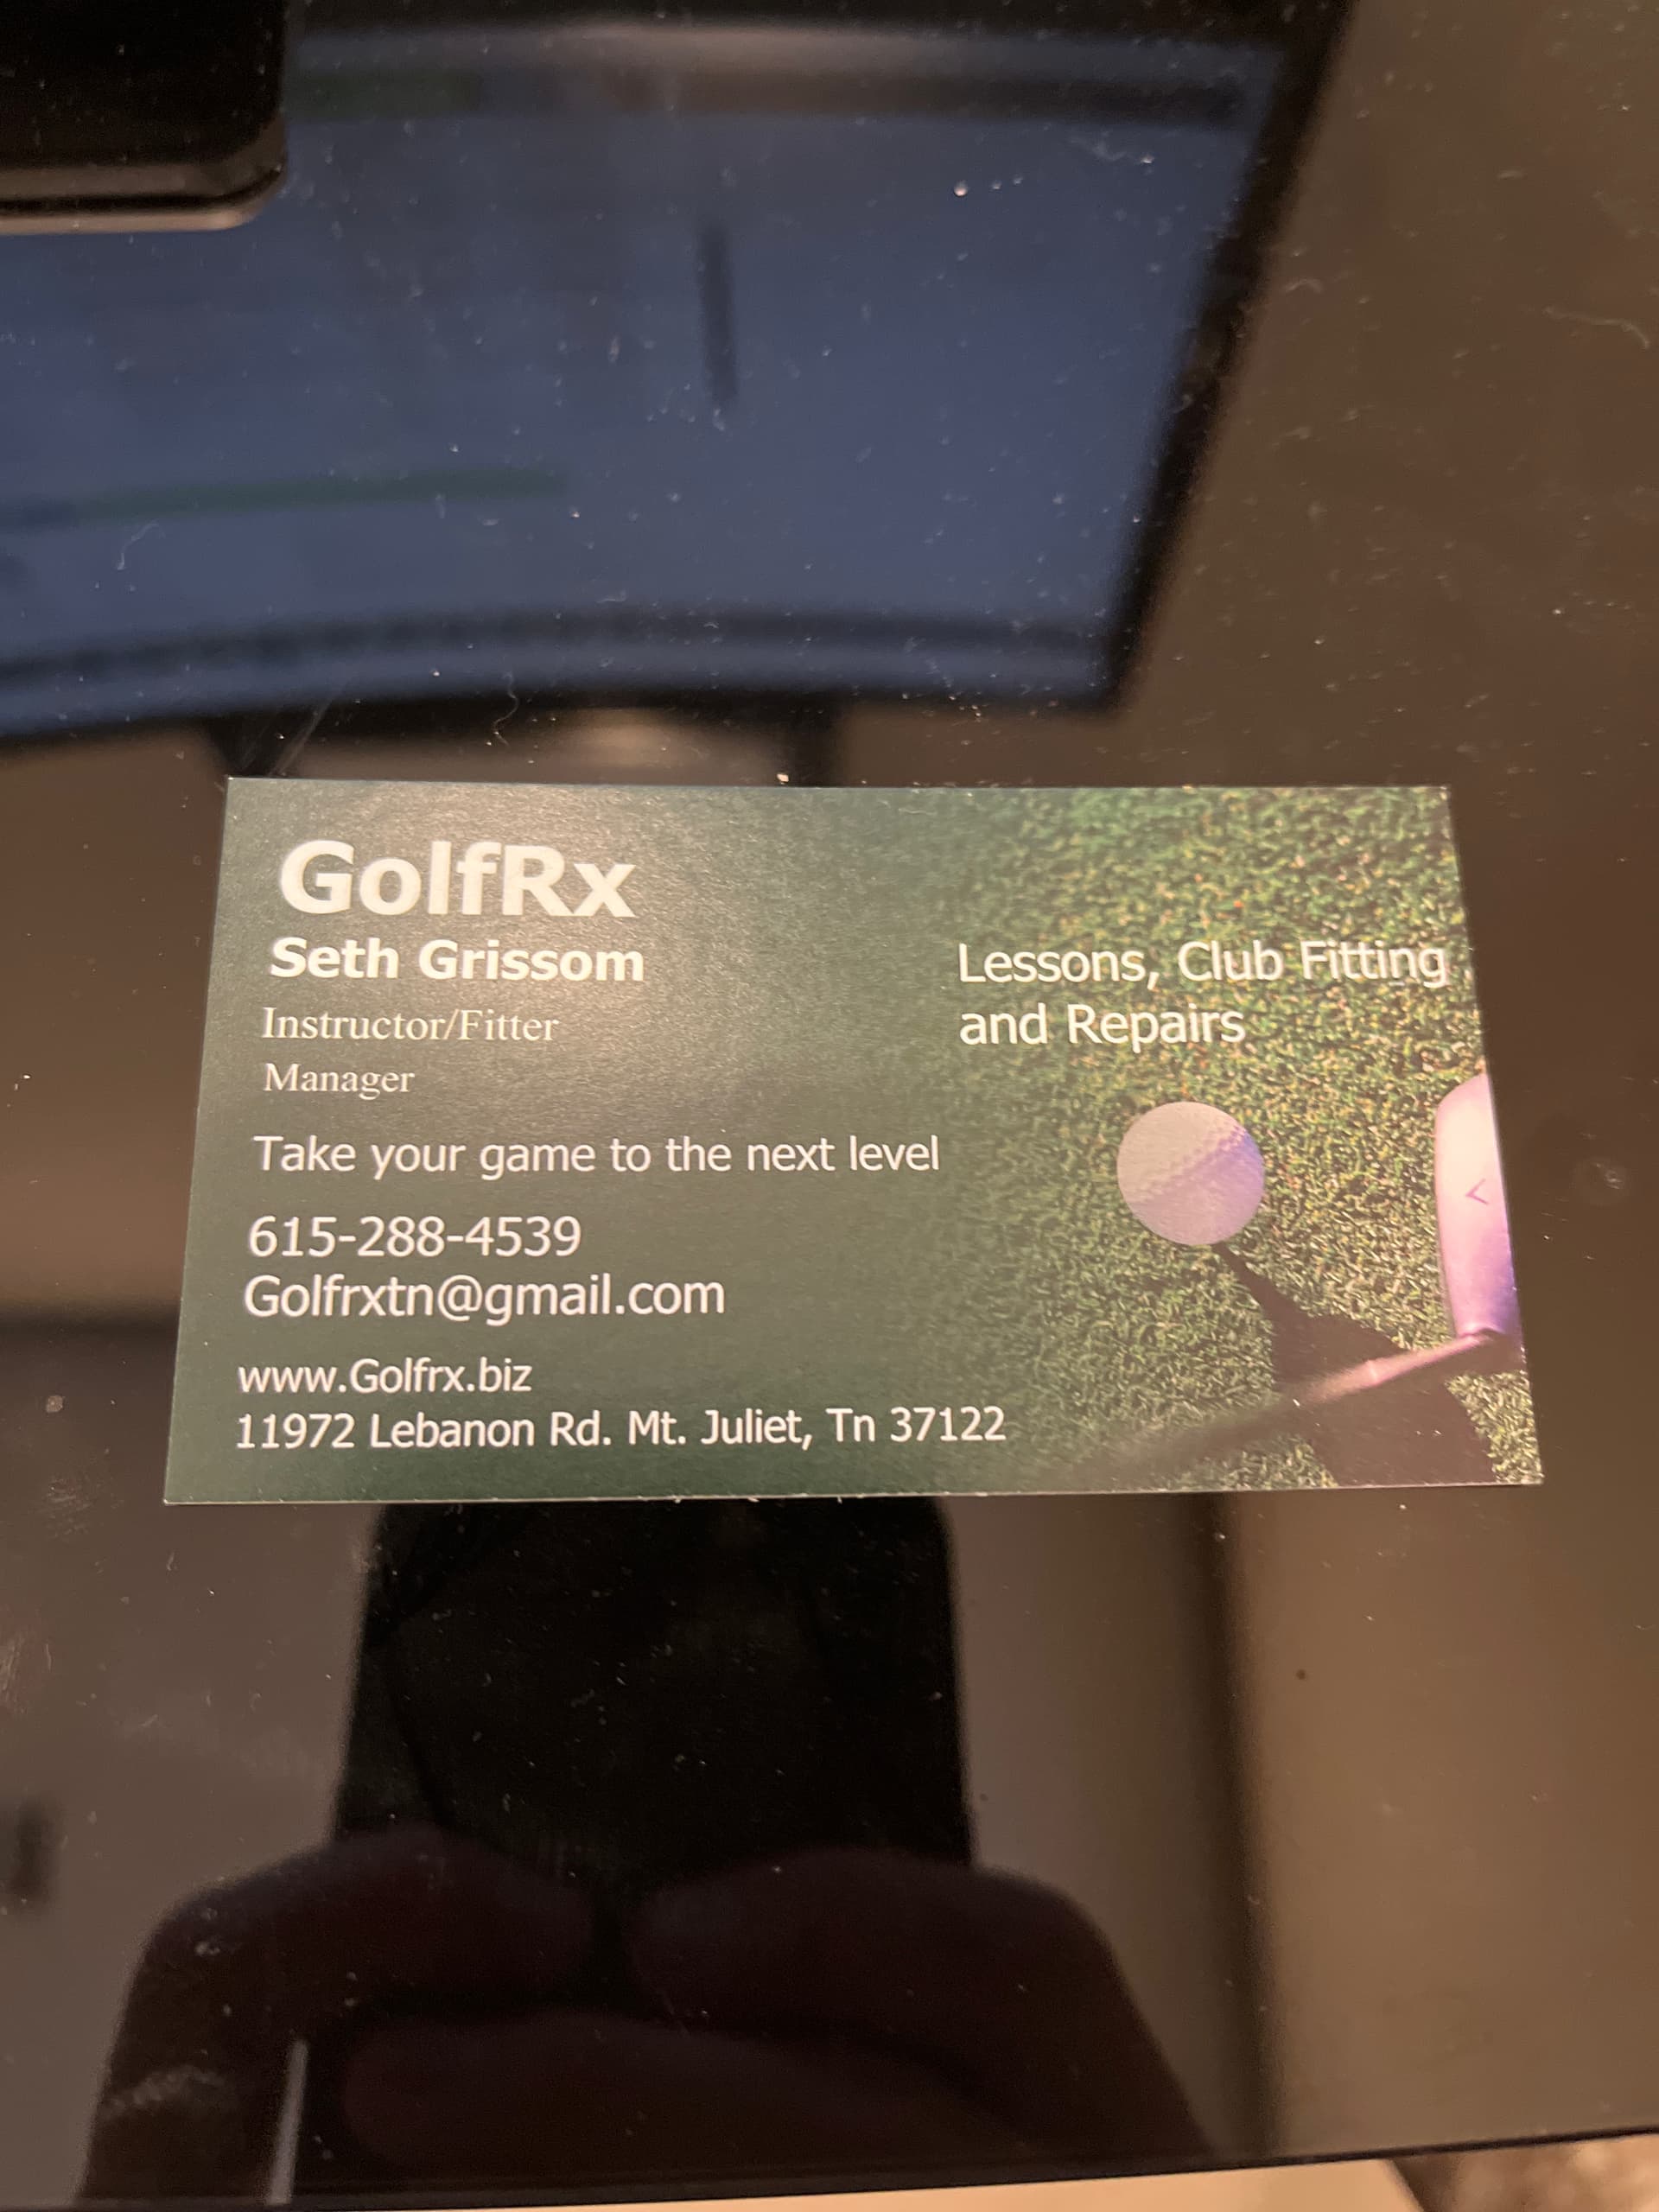 GolfRx
Seth Grissom
Instructor/Fitter
Manager
Lessons, Club Fitting
and Repairs
Take your game to the next level
615-288-4539
Golfrxtn@gmail.com
www.Golfrx.biz
11972 Lebanon Rd. Mt. Juliet, Tn 37122